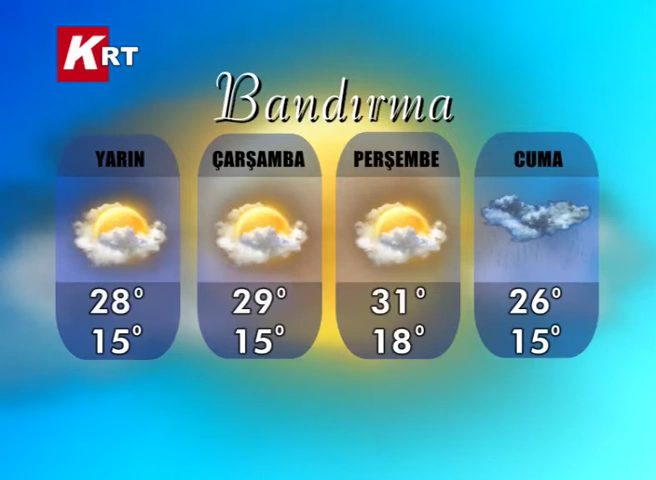 KRT
Bandırma
YARIN ÇARŞAMBA PERŞEMBE CUMA
28° 29° 31° 26°
15° 15° 18° 15°